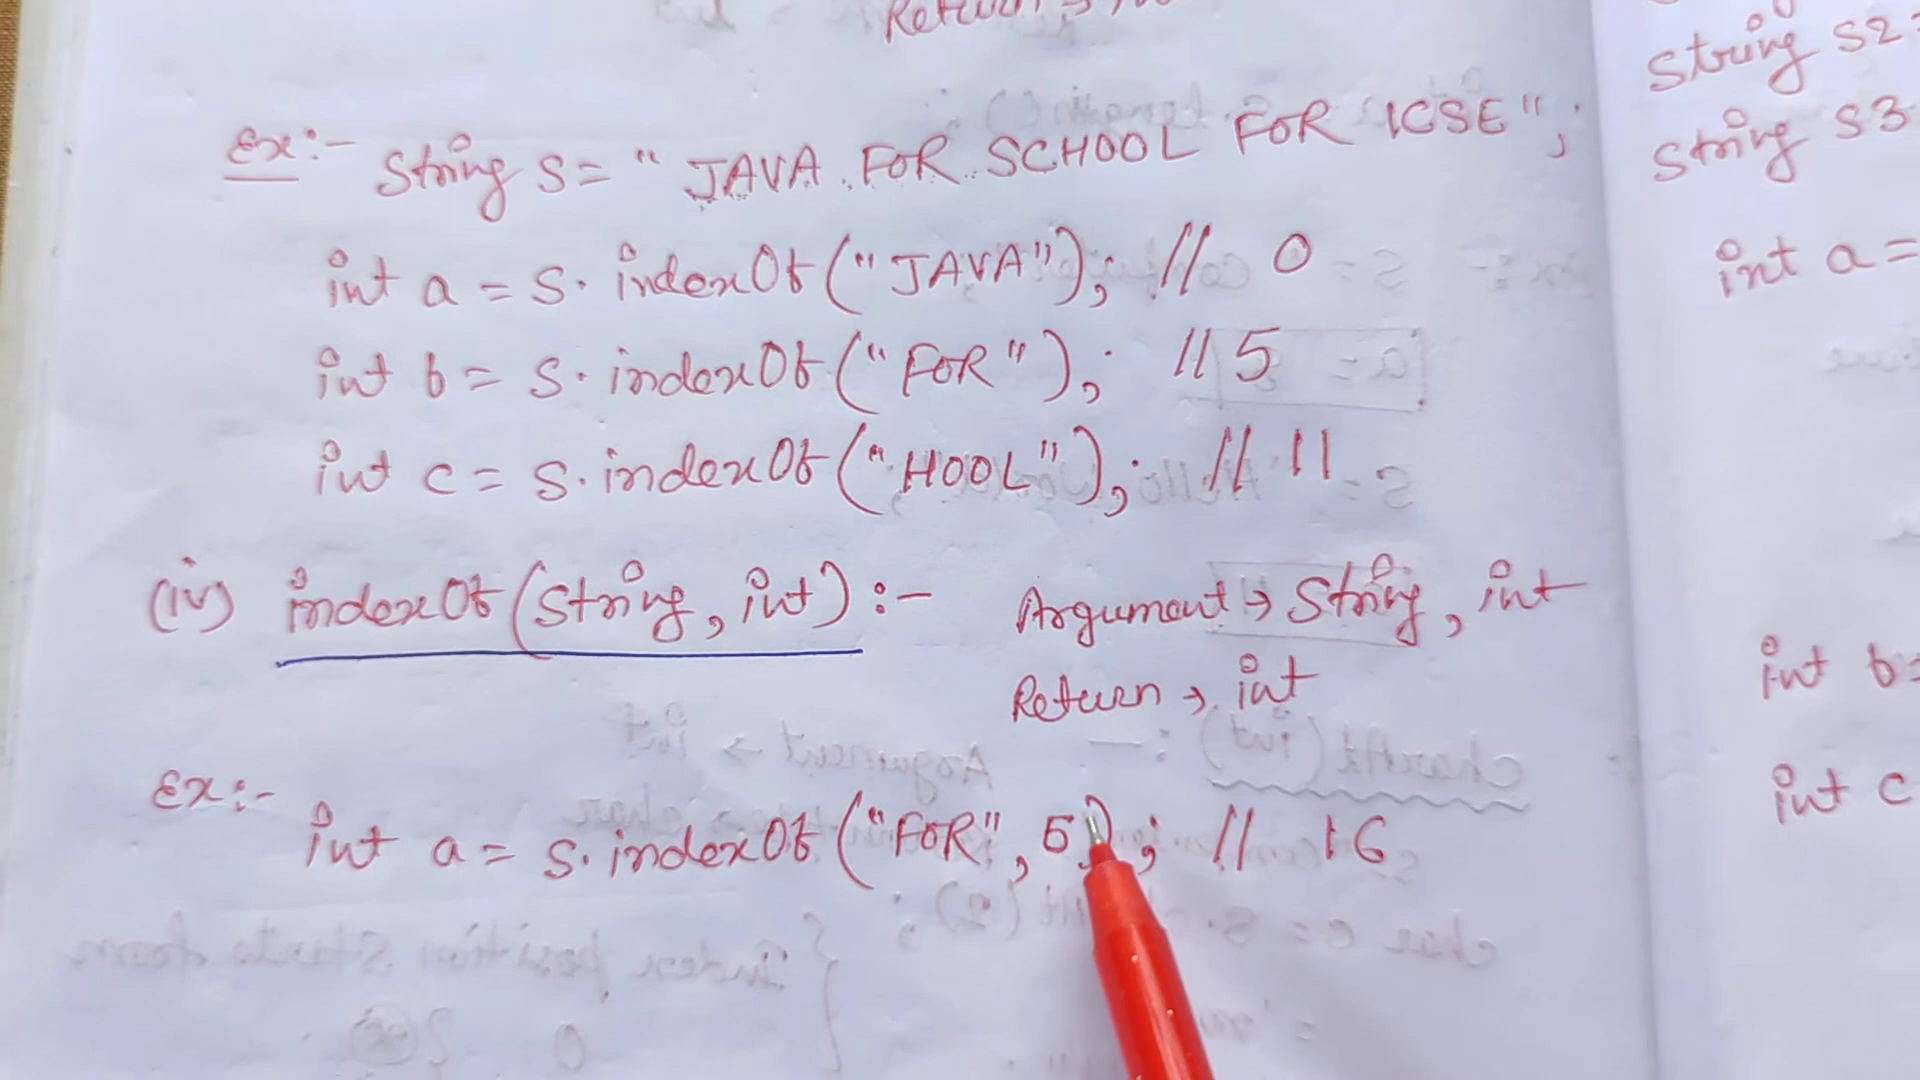 Ex:- String s= "JAVA FOR SCHOOL FOR ICSE";
int a = s.indexOf("JAVA"); // 0
int b = s.indexOf("FOR"); // 5
int c = s.indexOf("HOOL"); // 11
(iv) indexOf(String, int) :- Argument → String, int
Return → int
Ex:-
int a = s.indexOf("FOR", 5); // 16
String s2
String s3
int a =
int b=
int c